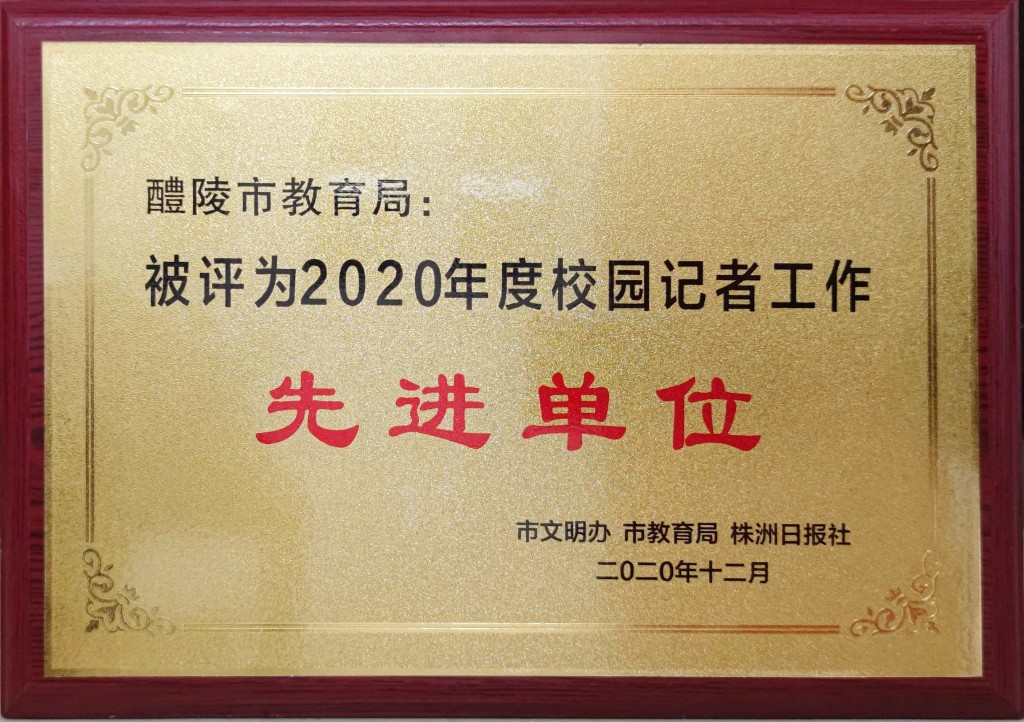 醴陵市教育局：
被评为2020年度校园记者工作
先进单位
市文明办 市教育局 株洲日报社
二〇二〇年十二月